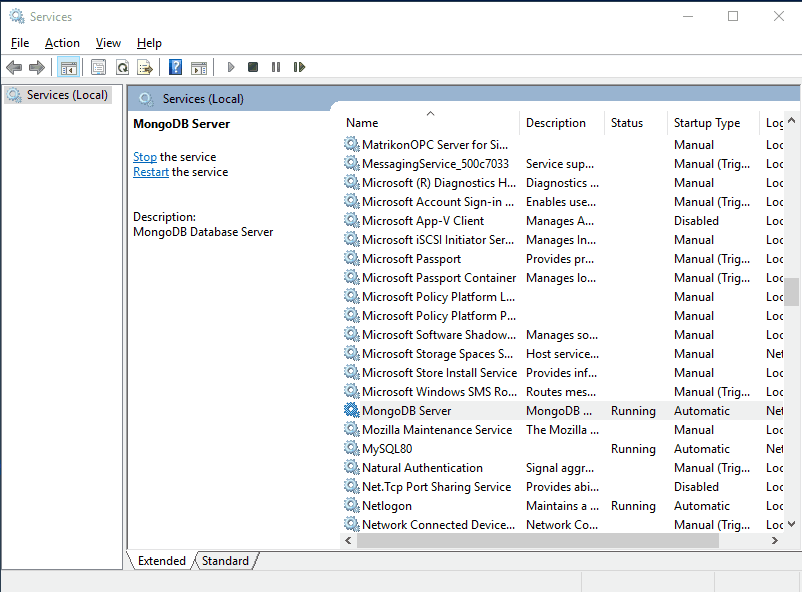 Services
File Action View Help
Services (Local)
Services (Local)
MongoDB Server
Stop the service
Restart the service
Description:
MongoDB Database Server
Name Description Status Startup Type Log
MatrikonOPC Server for Si... Manual Loc
MessagingService_500c7033 Service sup... Manual (Trig... Loc
Microsoft (R) Diagnostics H... Diagnostics ... Manual Loc
Microsoft Account Sign-in ... Enables use... Manual (Trig... Loc
Microsoft App-V Client Manages A... Disabled Loc
Microsoft iSCSI Initiator Ser... Manages In... Manual Loc
Microsoft Passport Provides pr... Manual (Trig... Loc
Microsoft Passport Container Manages lo... Manual (Trig... Loc
Microsoft Policy Platform L... Manual Loc
Microsoft Policy Platform P... Manual Loc
Microsoft Software Shadow... Manages so... Manual Loc
Microsoft Storage Spaces S... Host service... Manual Net
Microsoft Store Install Service Provides inf... Manual Loc
Microsoft Windows SMS Ro... Routes mes... Manual (Trig... Loc
MongoDB Server MongoDB ... Running Automatic Net
Mozilla Maintenance Service The Mozilla ... Manual Loc
MySQL80 Running Automatic Net
Natural Authentication Signal aggr... Manual (Trig... Loc
Net.Tcp Port Sharing Service Provides abi... Disabled Loc
Netlogon Maintains a ... Running Automatic Loc
Network Connected Device... Network Co... Manual (Trig... Loc
Extended Standard